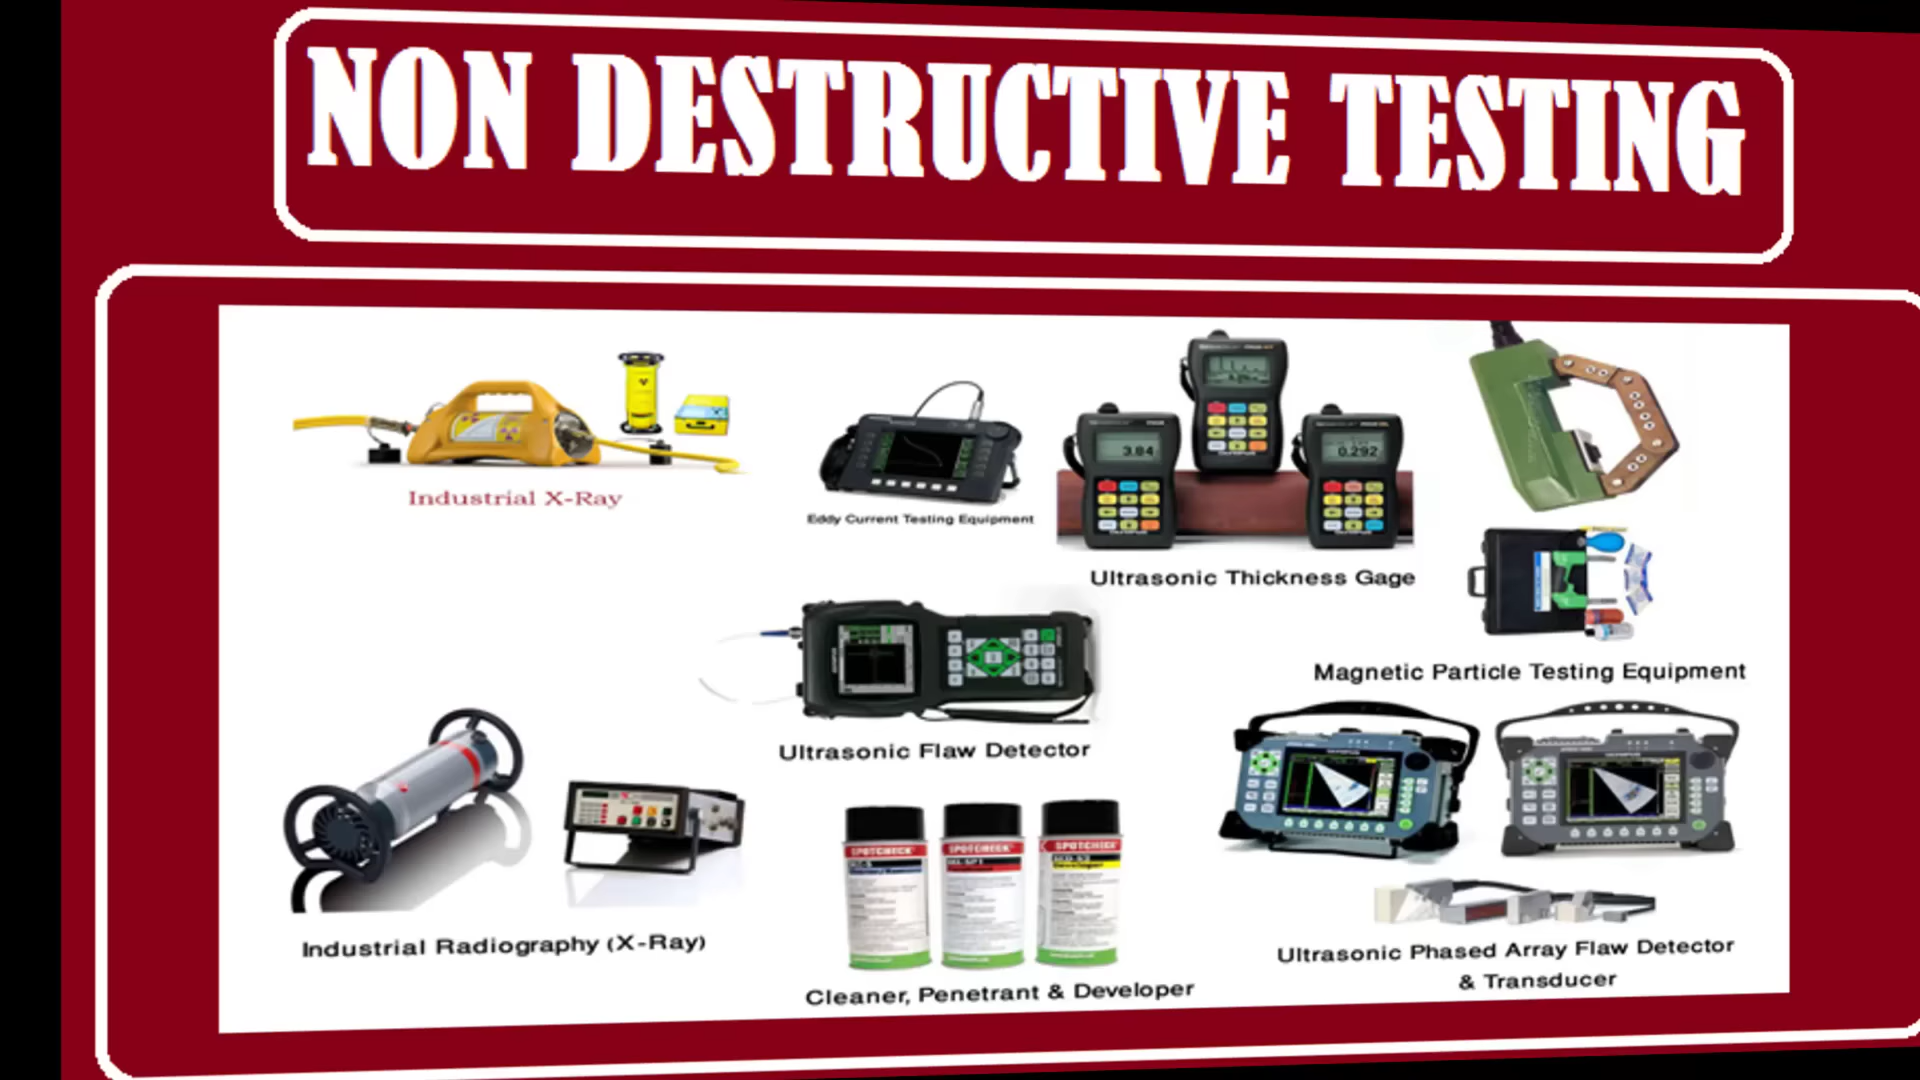 NON DESTRUCTIVE TESTING
Industrial X-Ray
Eddy Current Testing Equipment
3.84
0.292
Ultrasonic Thickness Gage
Magnetic Particle Testing Equipment
Ultrasonic Flaw Detector
SPOTCHECK
SPOTCHECK
SPOTCHECK
Developer
Industrial Radiography (X-Ray)
Cleaner, Penetrant & Developer
Ultrasonic Phased Array Flaw Detector
& Transducer